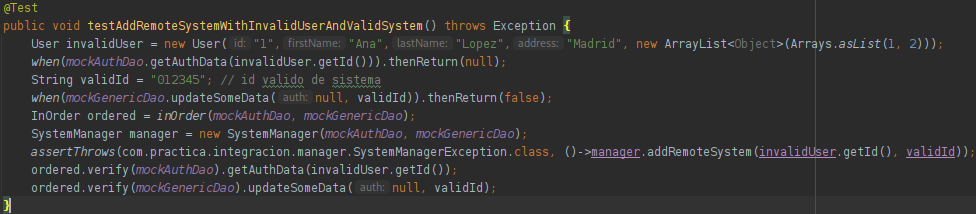 @Test
public void testAddRemoteSystemWithInvalidUserAndValidSystem() throws Exception {
User invalidUser = new User( id: "1", firstName: "Ana", lastName: "Lopez", address: "Madrid", new ArrayList<Object>(Arrays.asList(1, 2)));
when(mockAuthDao.getAuthData(invalidUser.getId())).thenReturn(null);
String validId = "012345"; // id valido de sistema
when(mockGenericDao.updateSomeData( auth: null, validId)).thenReturn(false);
InOrder ordered = inOrder(mockAuthDao, mockGenericDao);
SystemManager manager = new SystemManager(mockAuthDao, mockGenericDao);
assertThrows(com.practica.integracion.manager.SystemManagerException.class, ()->manager.addRemoteSystem(invalidUser.getId(), validId));
ordered.verify(mockAuthDao).getAuthData(invalidUser.getId());
ordered.verify(mockGenericDao).updateSomeData( auth: null, validId);
}